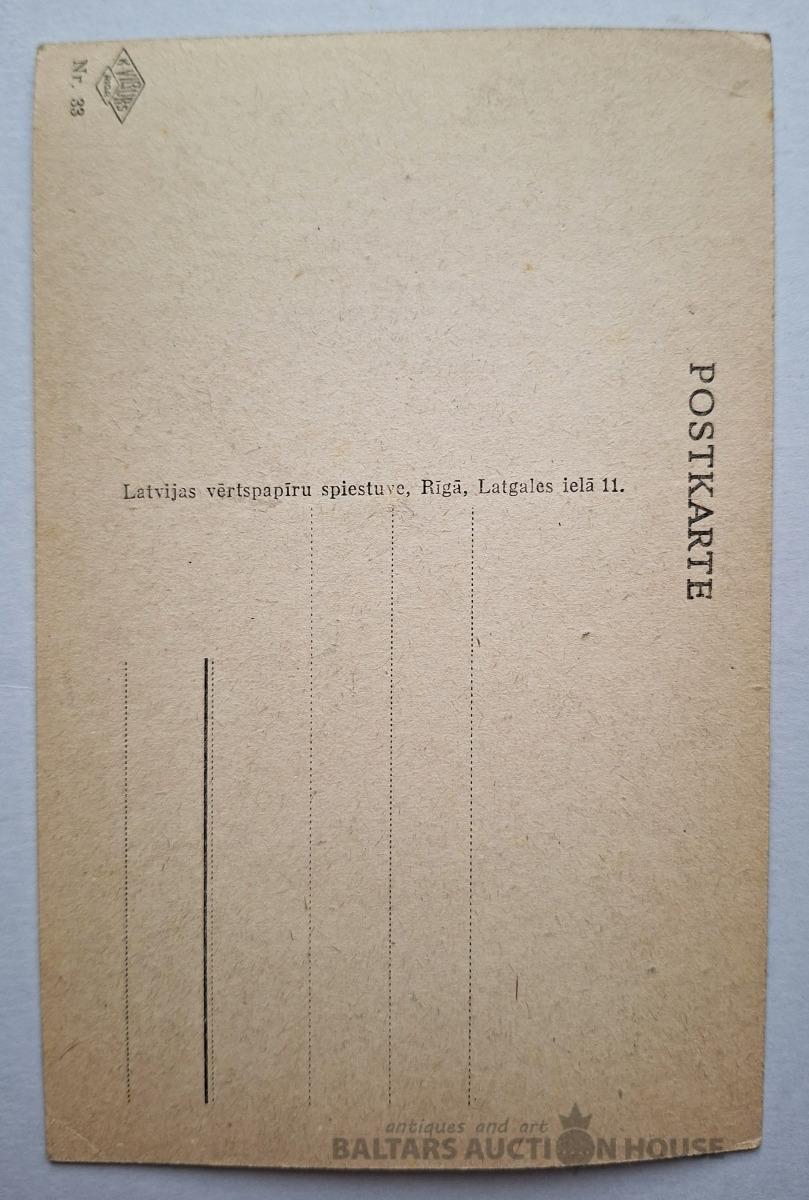 POSTKARTE
Latvijas vērtspapīru spiestuve, Rīgā, Latgales ielā 11.
Nr. 33
antiques and art
BALTARS AUCTION HOUSE